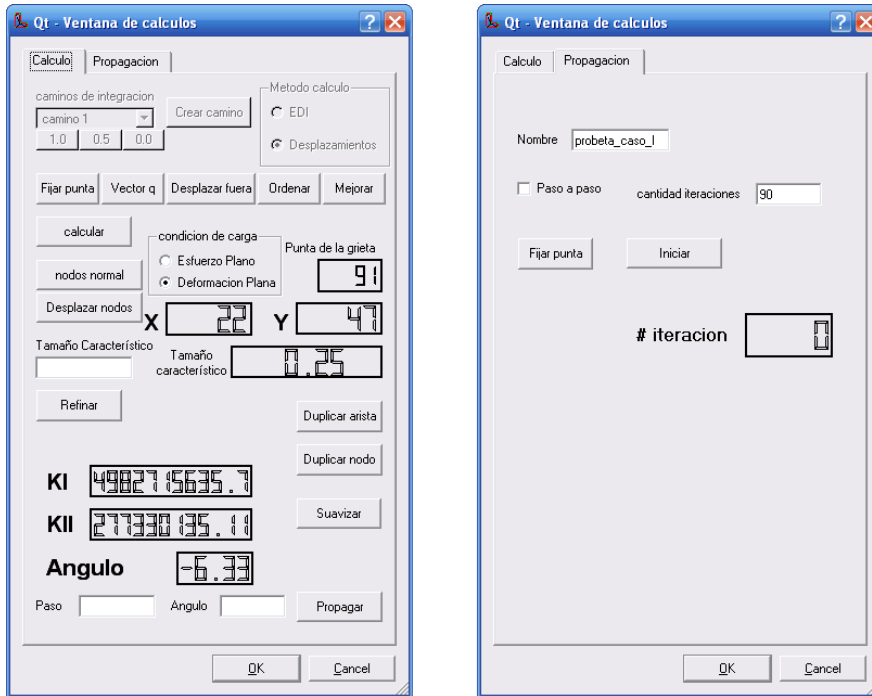 Qt - Ventana de calculos
Calculo Propagacion
caminos de integracion
camino 1
1.0 0.5 0.0
Crear camino
Metodo calculo
EDI
Desplazamientos
Fijar punta Vector q Desplazar fuera Ordenar Mejorar
calcular
nodos normal
Desplazar nodos
condicion de carga
Esfuerzo Plano
Deformacion Plana
Punta de la grieta
91
X 22 Y 47
Tamaño Característico
Tamaño
característico
0.25
Refinar
Duplicar arista
Duplicar nodo
Suavizar
KI 4982715635.7
KII 277330135.11
Angulo -6.33
Paso Angulo Propagar
OK Cancel
Qt - Ventana de calculos
Calculo Propagacion
Nombre probeta_caso_I
Paso a paso cantidad iteraciones 90
Fijar punta Iniciar
# iteracion 0
OK Cancel